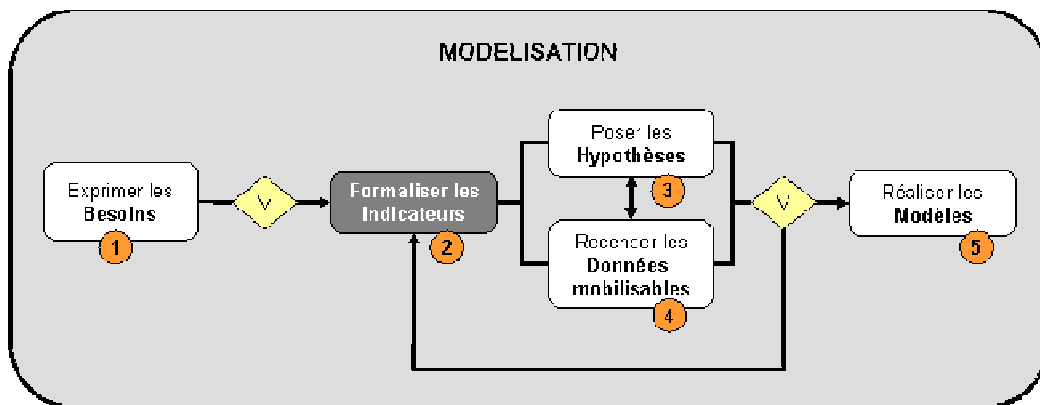 MODELISATION
Exprimer les
Besoins
1
V
Formaliser les
Indicateurs
2
Poser les
Hypothèses
3
Recenser les
Données
mobilisables
4
V
Réaliser les
Modèles
5